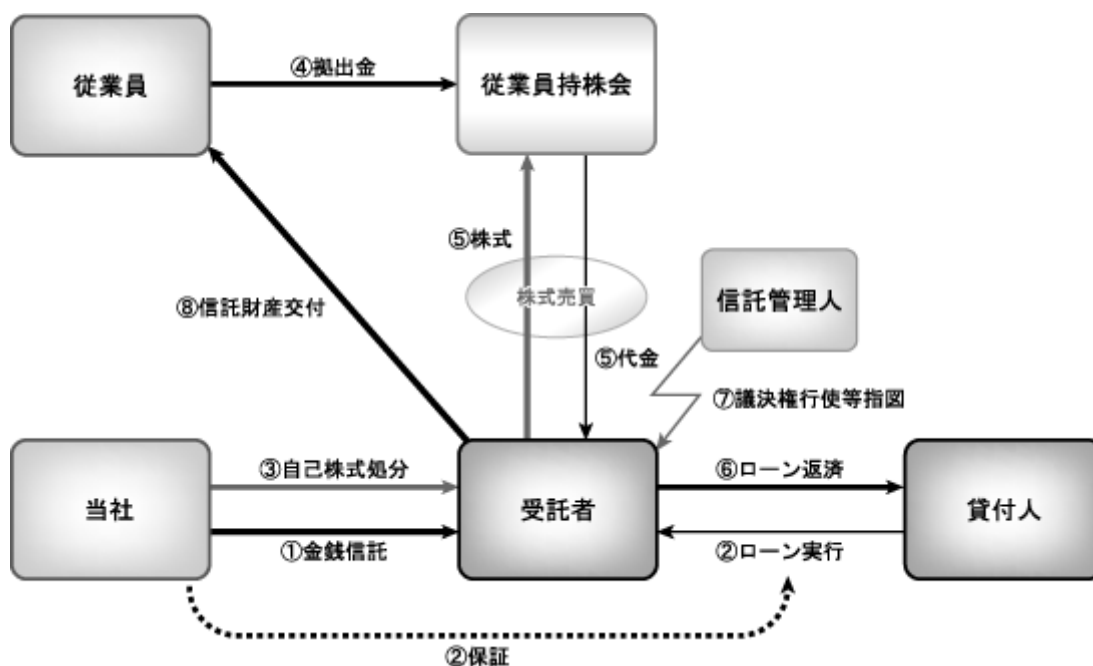 従業員
④拠出金
従業員持株会
⑤株式
株式売買
信託管理人
⑧信託財産交付
⑤代金
⑦議決権行使等指図
③自己株式処分
⑥ローン返済
当社
受託者
貸付人
①金銭信託
②ローン実行
②保証